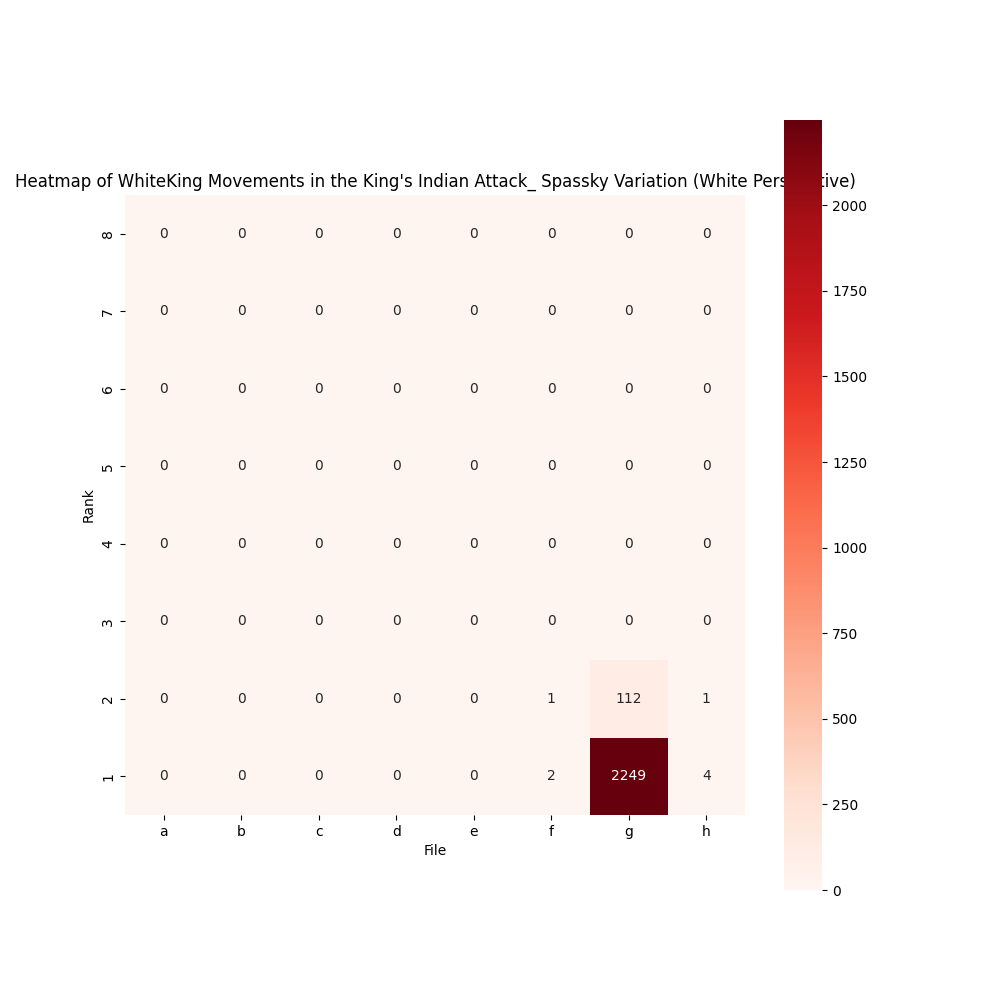 Heatmap of WhiteKing Movements in the King's Indian Attack_ Spassky Variation (White Pers    ive)
8 0 0 0 0 0 0 0 0
7 0 0 0 0 0 0 0 0
6 0 0 0 0 0 0 0 0
5 0 0 0 0 0 0 0 0
4 0 0 0 0 0 0 0 0
3 0 0 0 0 0 0 0 0
2 0 0 0 0 0 1 112 1
1 0 0 0 0 0 2 2249 4
a b c d e f g h
File
Rank
2000
1750
1500
1250
1000
750
500
250
0